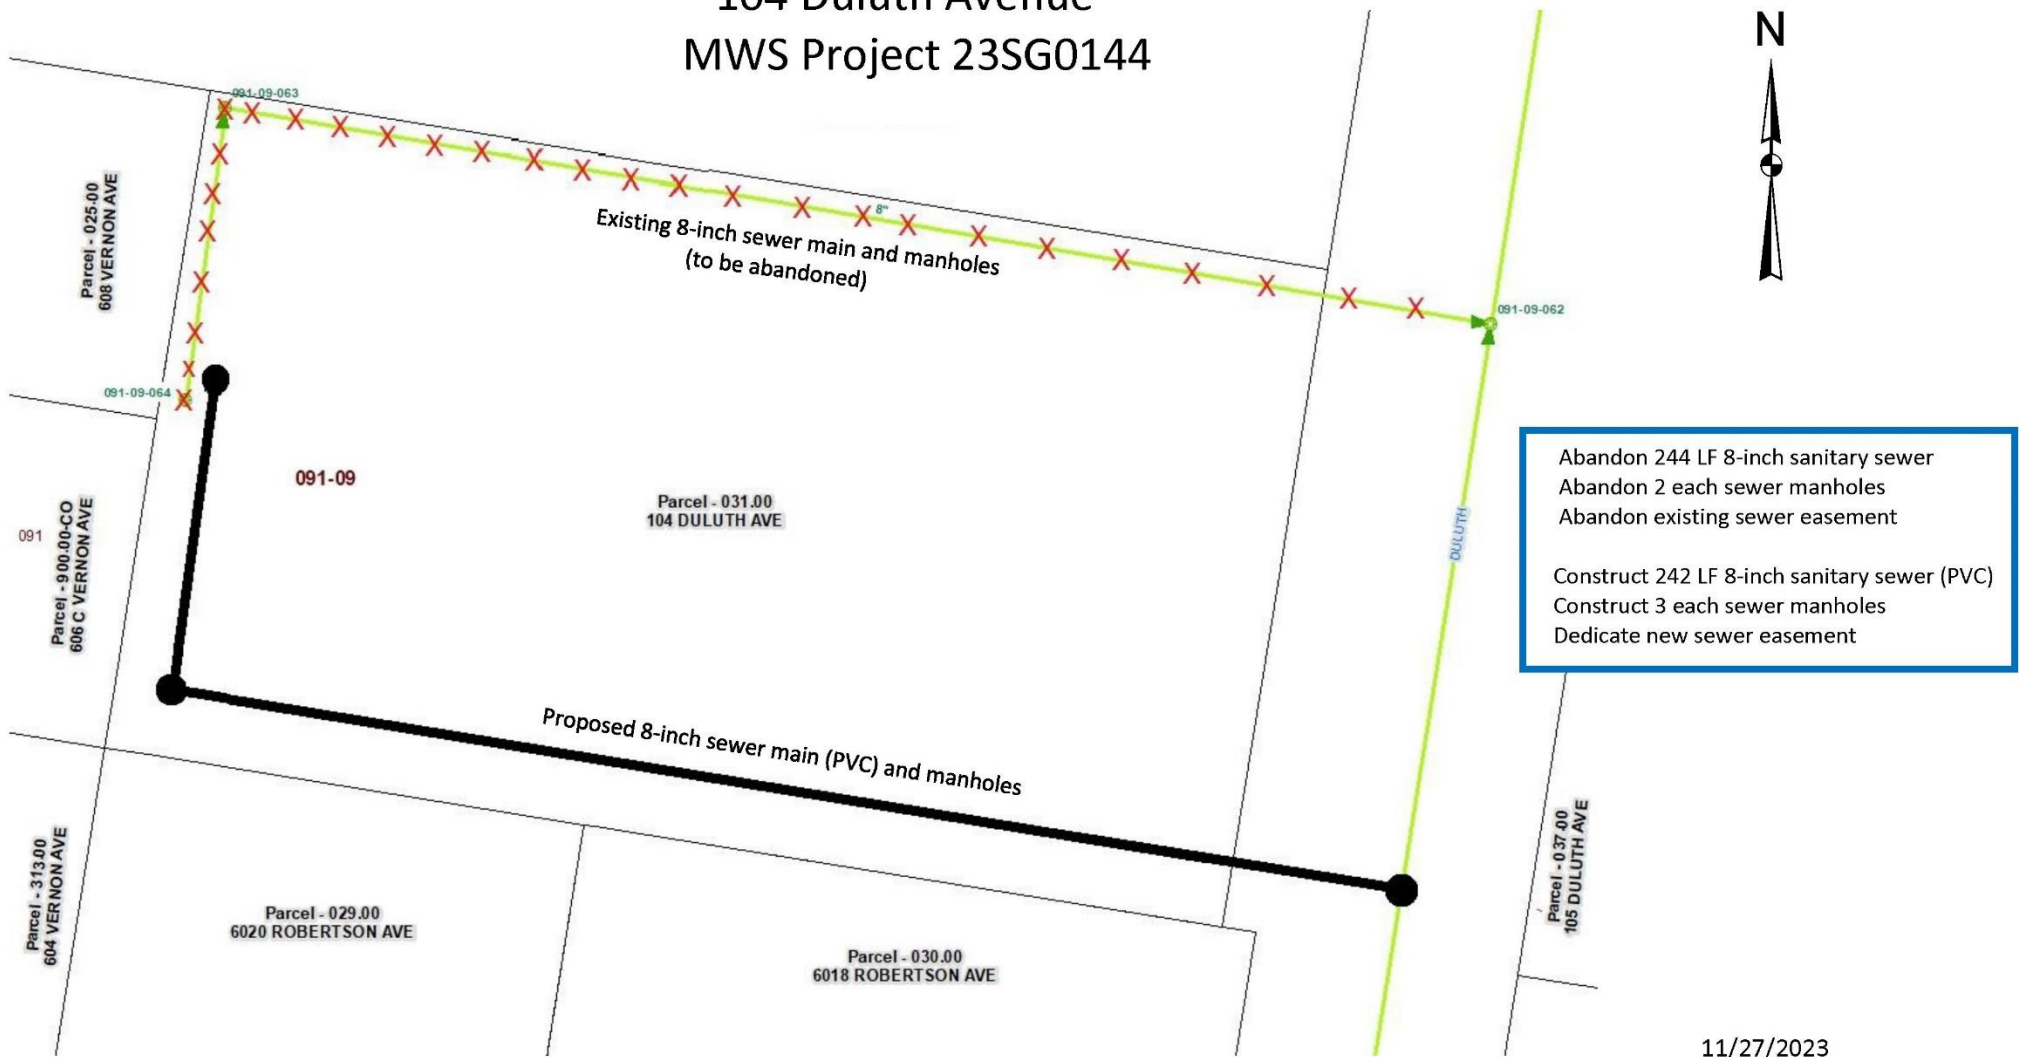 104 Duluth Avenue
MWS Project 23SG0144
N
091-09-063
Parcel - 025.00
608 VERNON AVE
8"
Existing 8-inch sewer main and manholes
(to be abandoned)
091-09-062
091-09-064
091-09
Parcel - 031.00
104 DULUTH AVE
DULUTH
Abandon 244 LF 8-inch sanitary sewer
Abandon 2 each sewer manholes
Abandon existing sewer easement
Construct 242 LF 8-inch sanitary sewer (PVC)
Construct 3 each sewer manholes
Dedicate new sewer easement
091
Parcel - 900.00-CO
606 C VERNON AVE
Proposed 8-inch sewer main (PVC) and manholes
Parcel - 313.00
604 VERNON AVE
Parcel - 029.00
6020 ROBERTSON AVE
Parcel - 030.00
6018 ROBERTSON AVE
Parcel - 037.00
105 DULUTH AVE
11/27/2023